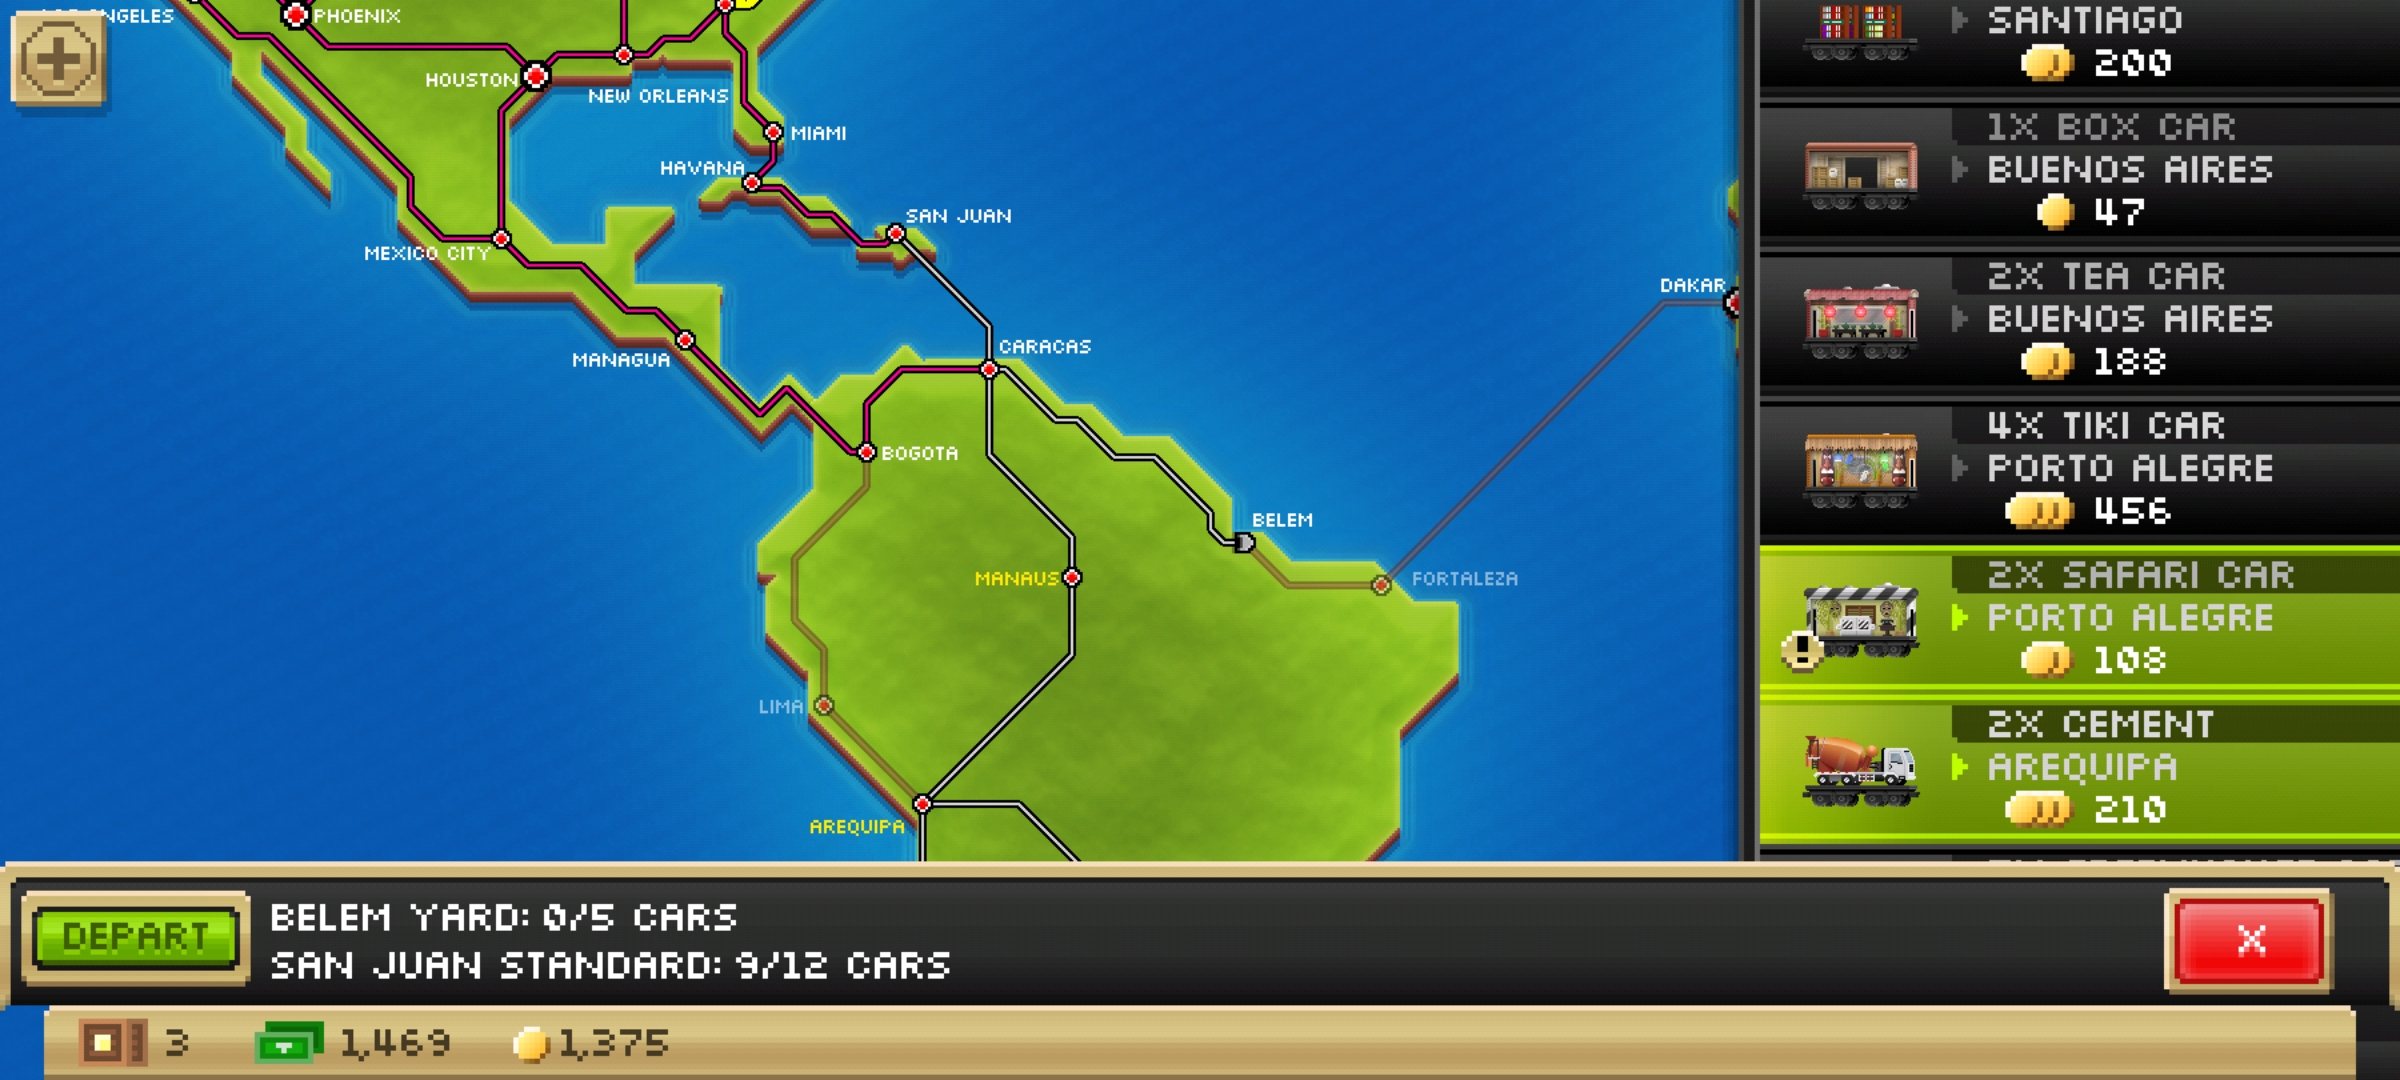 PHOENIX
HOUSTON
NEW ORLEANS
MIAMI
HAVANA
SAN JUAN
MEXICO CITY
DAKAR
CARACAS
MANAGUA
BOGOTA
BELEM
MANAUS
FORTALEZA
LIMA
AREQUIPA
SANTIAGO
200
1X BOX CAR
BUENOS AIRES
47
2X TEA CAR
BUENOS AIRES
188
4X TIKI CAR
PORTO ALEGRE
456
2X SAFARI CAR
PORTO ALEGRE
108
2X CEMENT
AREQUIPA
210
DEPART
BELEM YARD: 0/5 CARS
SAN JUAN STANDARD: 9/12 CARS
X
3
1,469
1,375